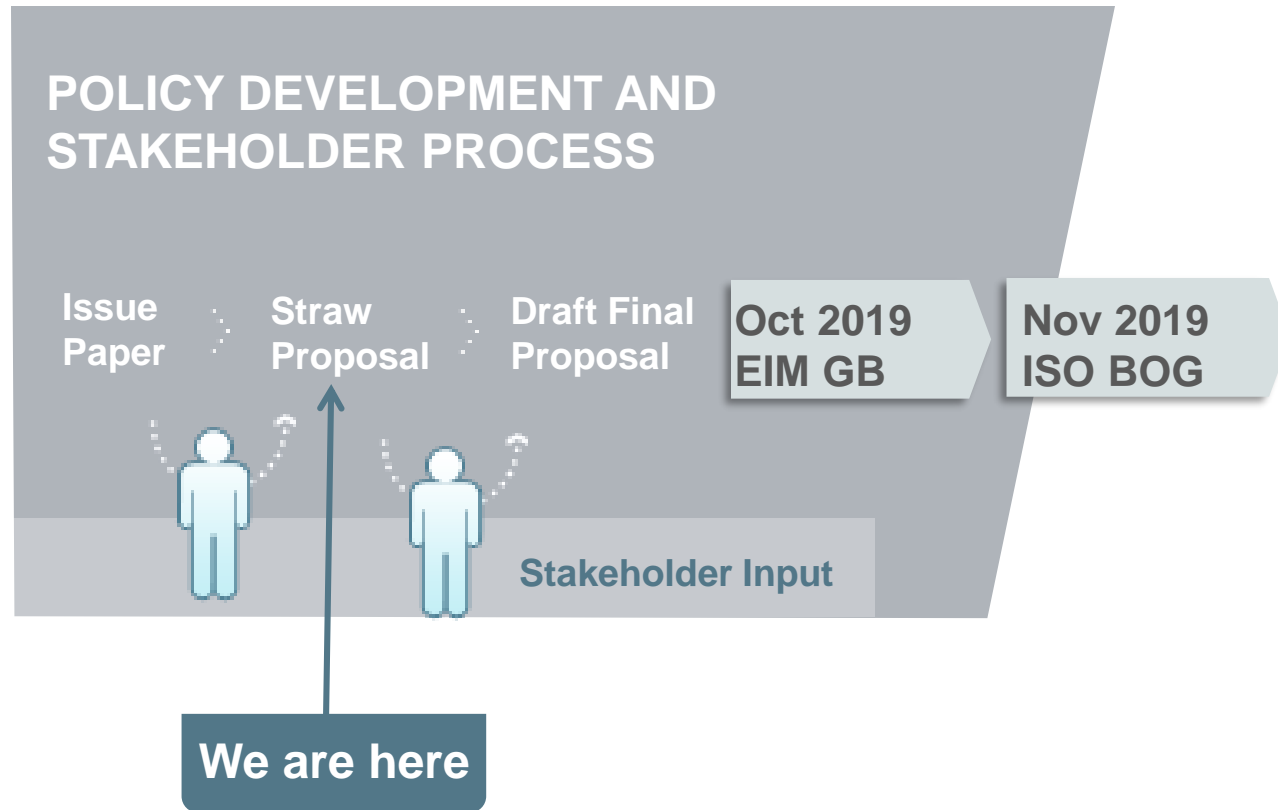 POLICY DEVELOPMENT AND
STAKEHOLDER PROCESS
Issue
Paper
Straw
Proposal
Draft Final
Proposal
Oct 2019
EIM GB
Nov 2019
ISO BOG
Stakeholder Input
We are here